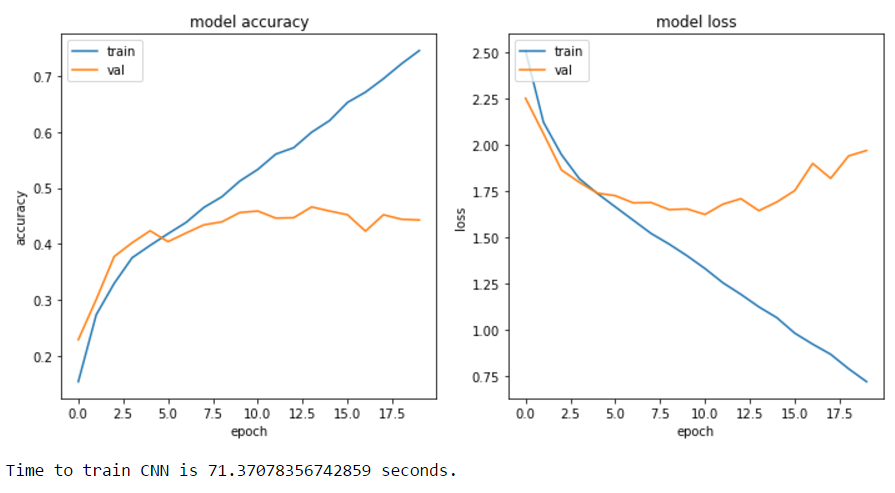 model accuracy
train
val
0.7
0.6
0.5
0.4
0.3
0.2
accuracy
0.0 2.5 5.0 7.5 10.0 12.5 15.0 17.5
epoch
model loss
train
val
2.50
2.25
2.00
1.75
1.50
1.25
1.00
0.75
loss
0.0 2.5 5.0 7.5 10.0 12.5 15.0 17.5
epoch
Time to train CNN is 71.37078356742859 seconds.